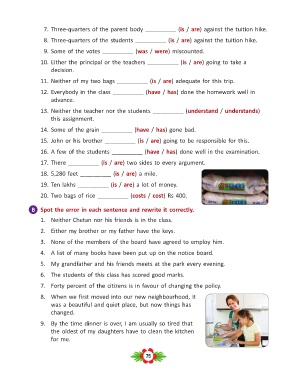 7. Three-quarters of the parent body __________ (is / are) against the tuition hike.
8. Three-quarters of the students __________ (is / are) against the tuition hike.
9. Some of the votes __________ (was / were) miscounted.
10. Either the principal or the teachers __________ (is / are) going to take a
decision.
11. Neither of my two bags __________ (is / are) adequate for this trip.
12. Everybody in the class __________ (have / has) done the homework well in
advance.
13. Neither the teacher nor the students __________ (understand / understands)
this assignment.
14. Some of the grain __________ (have / has) gone bad.
15. John or his brother __________ (is / are) going to be responsible for this.
16. A few of the students __________ (have / has) done well in the examination.
17. There __________ (is / are) two sides to every argument.
18. 5,280 feet __________ (is / are) a mile.
19. Ten lakhs __________ (is / are) a lot of money.
20. Two bags of rice __________ (costs / cost) Rs 400.
B Spot the error in each sentence and rewrite it correctly.
1. Neither Chetan nor his friends is in the class.
2. Either my brother or my father have the keys.
3. None of the members of the board have agreed to employ him.
4. A lot of many books have been put up on the notice board.
5. My grandfather and his friends meets at the park every evening.
6. The students of this class has scored good marks.
7. Forty percent of the citizens is in favour of changing the policy.
8. When we first moved into our new neighbourhood, it
was a beautiful and quiet place, but now things has
changed.
9. By the time dinner is over, I am usually so tired that
the oldest of my daughters have to clean the kitchen
for me.
75